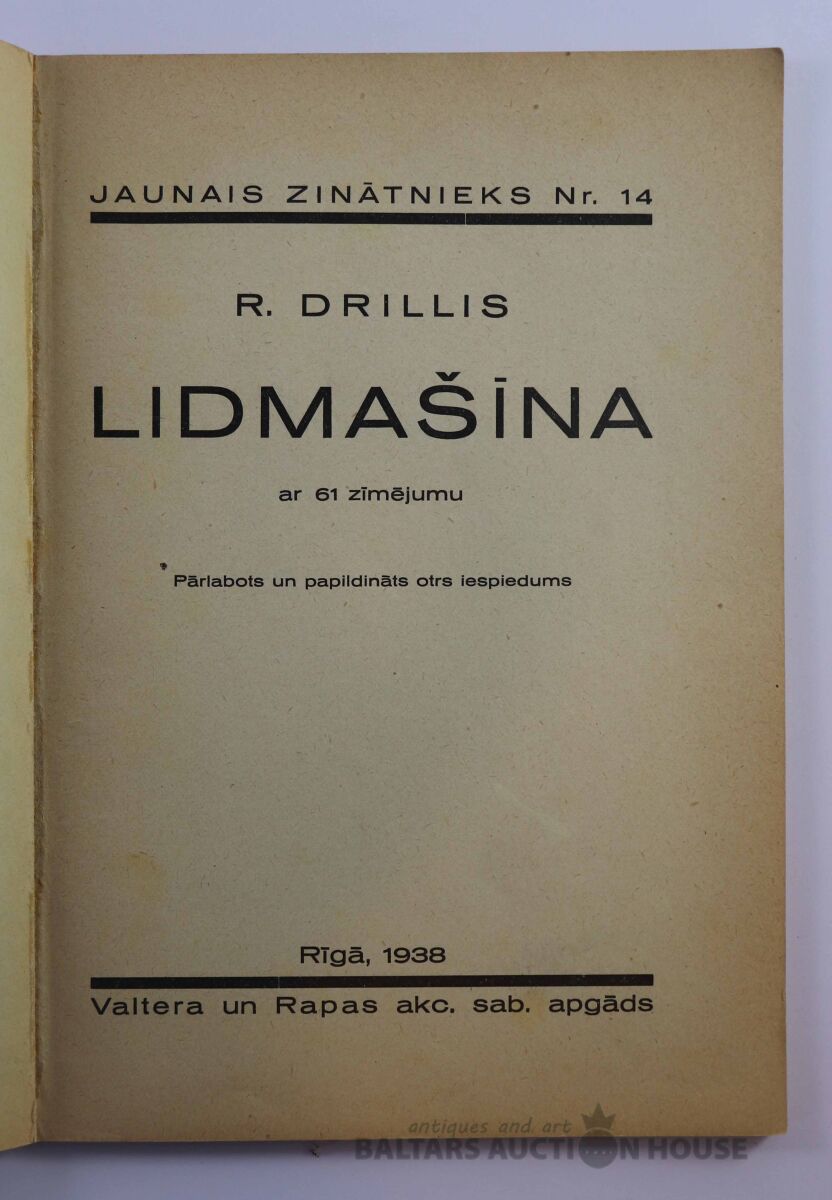 JAUNAIS ZINĀTNIEKS Nr. 14
R. DRILLIS
LIDMAŠĪNA
ar 61 zīmējumu
Pārlabots un papildināts otrs iespiedums
Rīgā, 1938
Valtera un Rapas akc. sab. apgāds
antiques and art
BALTARS AUCTION HOUSE